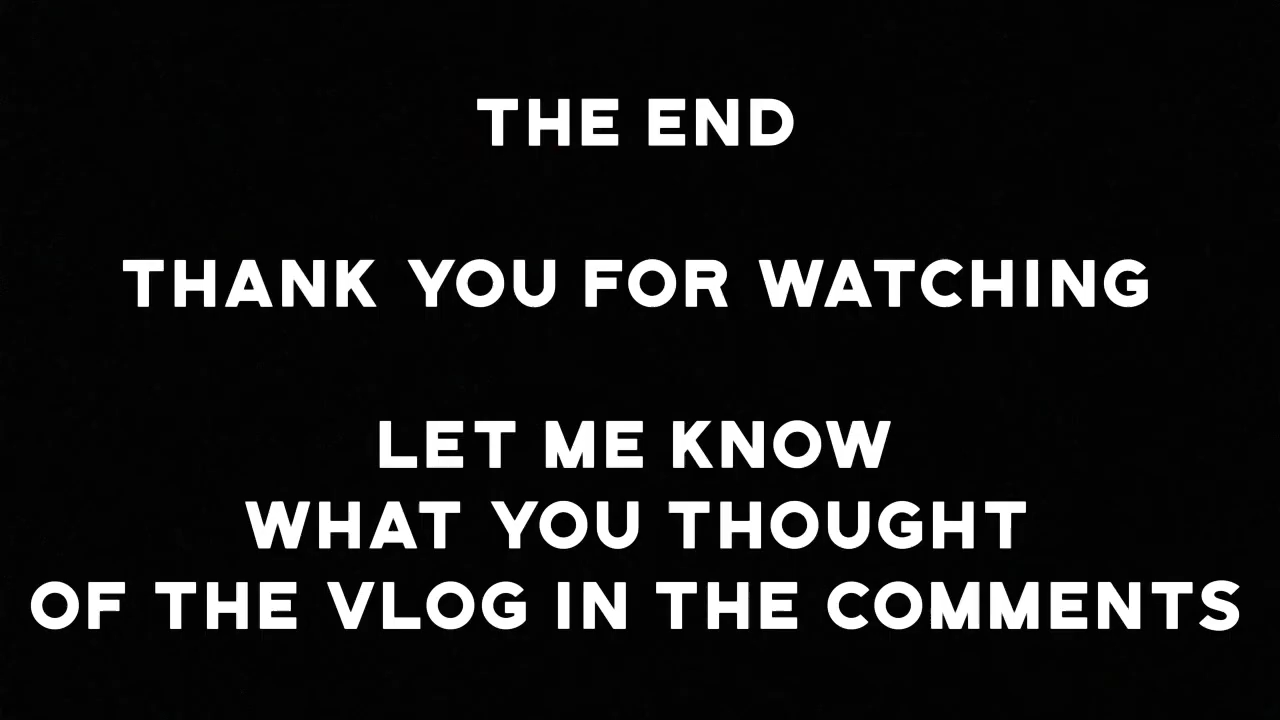 THE END
THANK YOU FOR WATCHING
LET ME KNOW
WHAT YOU THOUGHT
OF THE VLOG IN THE COMMENTS